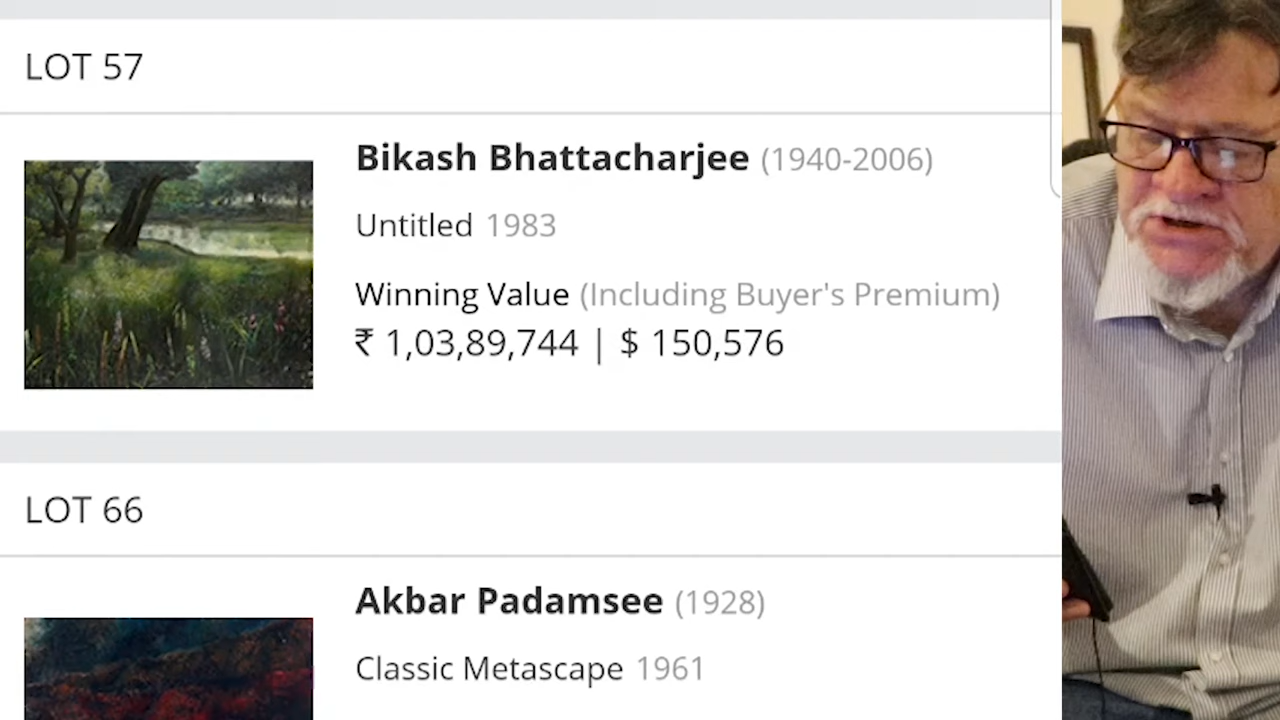 LOT 57
Bikash Bhattacharjee (1940-2006)
Untitled 1983
Winning Value (Including Buyer's Premium)
₹ 1,03,89,744 | $ 150,576
LOT 66
Akbar Padamsee (1928)
Classic Metascape 1961